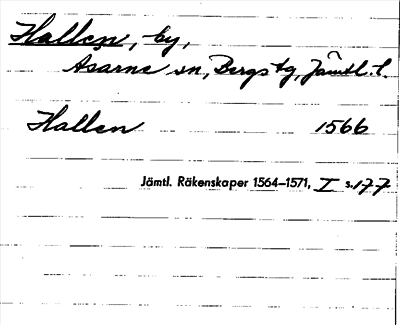 Hallen, by,
Åsarne sn, Bergs tg, Jämtl. l.
Hallen 1566
Jämtl. Räkenskaper 1564–1571, I s. 177